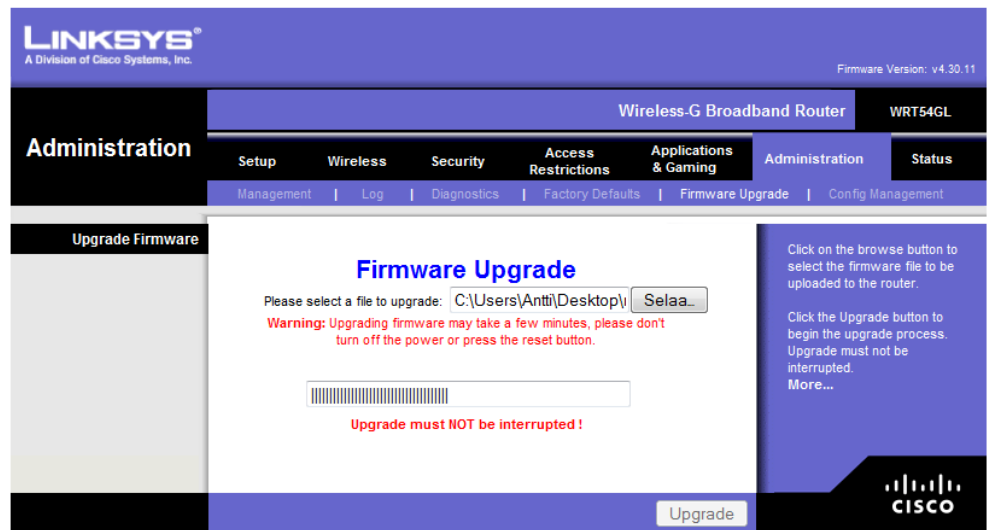 LINKSYS®
A Division of Cisco Systems, Inc.
Firmware Version: v4.30.11
Wireless-G Broadband Router WRT54GL
Administration
Setup Wireless Security Access Restrictions Applications & Gaming Administration Status
Management | Log | Diagnostics | Factory Defaults | Firmware Upgrade | Config Management
Upgrade Firmware
Firmware Upgrade
Please select a file to upgrade: C:\Users\Antti\Desktop\ Selaa...
Warning: Upgrading firmware may take a few minutes, please don't
turn off the power or press the reset button.
Upgrade must NOT be interrupted !
Click on the browse button to
select the firmware file to be
uploaded to the router.
Click the Upgrade button to
begin the upgrade process.
Upgrade must not be
interrupted.
More...
CISCO
Upgrade